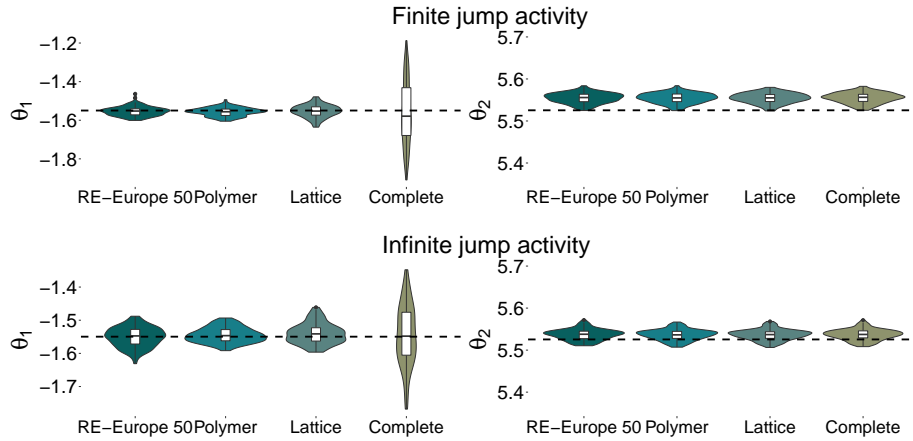 Finite jump activity
θ1
−1.2
−1.4
−1.6
−1.8
RE−Europe 50 Polymer Lattice Complete
θ2
5.7
5.6
5.5
5.4
RE−Europe 50 Polymer Lattice Complete
Infinite jump activity
θ1
−1.4
−1.5
−1.6
−1.7
RE−Europe 50 Polymer Lattice Complete
θ2
5.7
5.6
5.5
5.4
RE−Europe 50 Polymer Lattice Complete